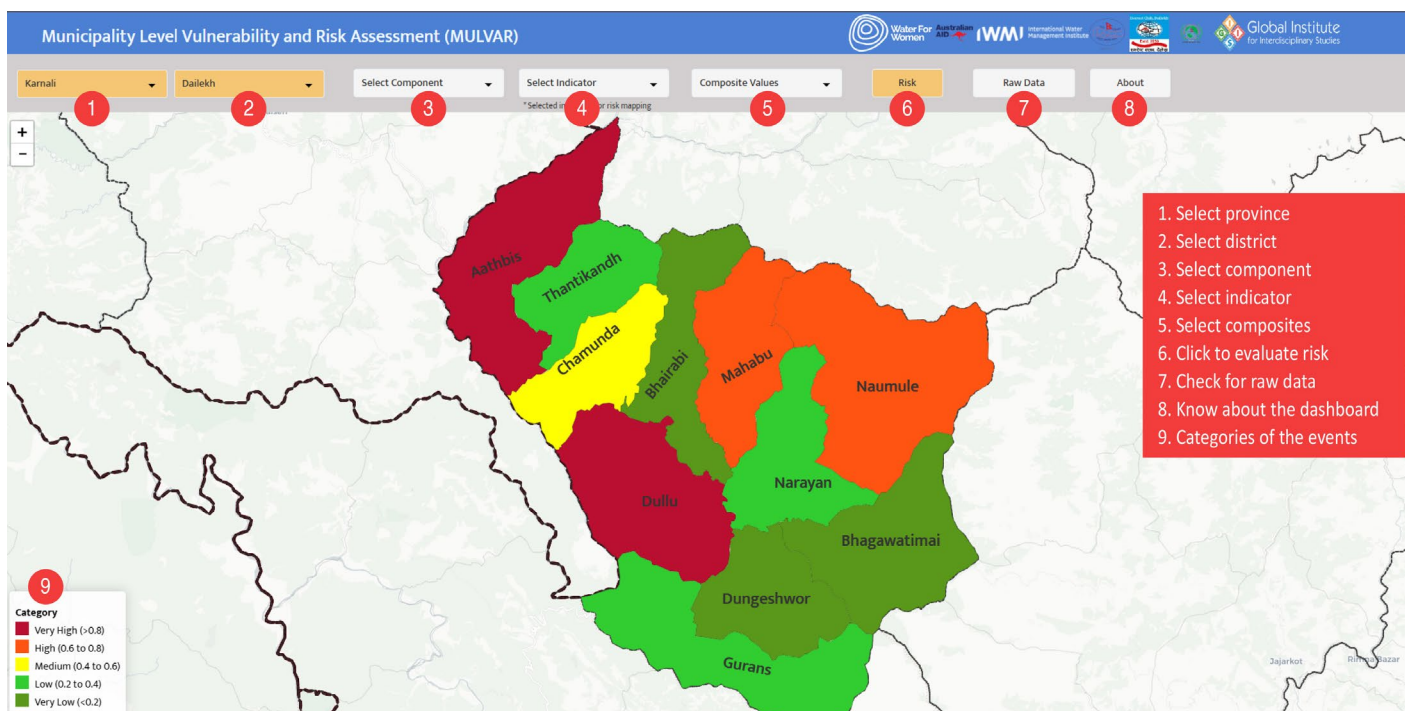 Municipality Level Vulnerability and Risk Assessment (MULVAR)
Water For Women
Australian AID
IWMI
International Water Management Institute
Global Institute
for Interdisciplinary Studies
Karnali
Dailekh
Select Component
Select Indicator
Composite Values
Risk
Raw Data
About
1
2
3
4
5
6
7
8
* Selected in or risk mapping
+
−
1. Select province
2. Select district
3. Select component
4. Select indicator
5. Select composites
6. Click to evaluate risk
7. Check for raw data
8. Know about the dashboard
9. Categories of the events
Aathbis
Thantikandh
Chamunda
Bhairabi
Mahabu
Naumule
Dullu
Narayan
Bhagawatimai
Dungeshwor
Gurans
Jajarkot
Bazar
9
Category
Very High (>0.8)
High (0.6 to 0.8)
Medium (0.4 to 0.6)
Low (0.2 to 0.4)
Very Low (<0.2)